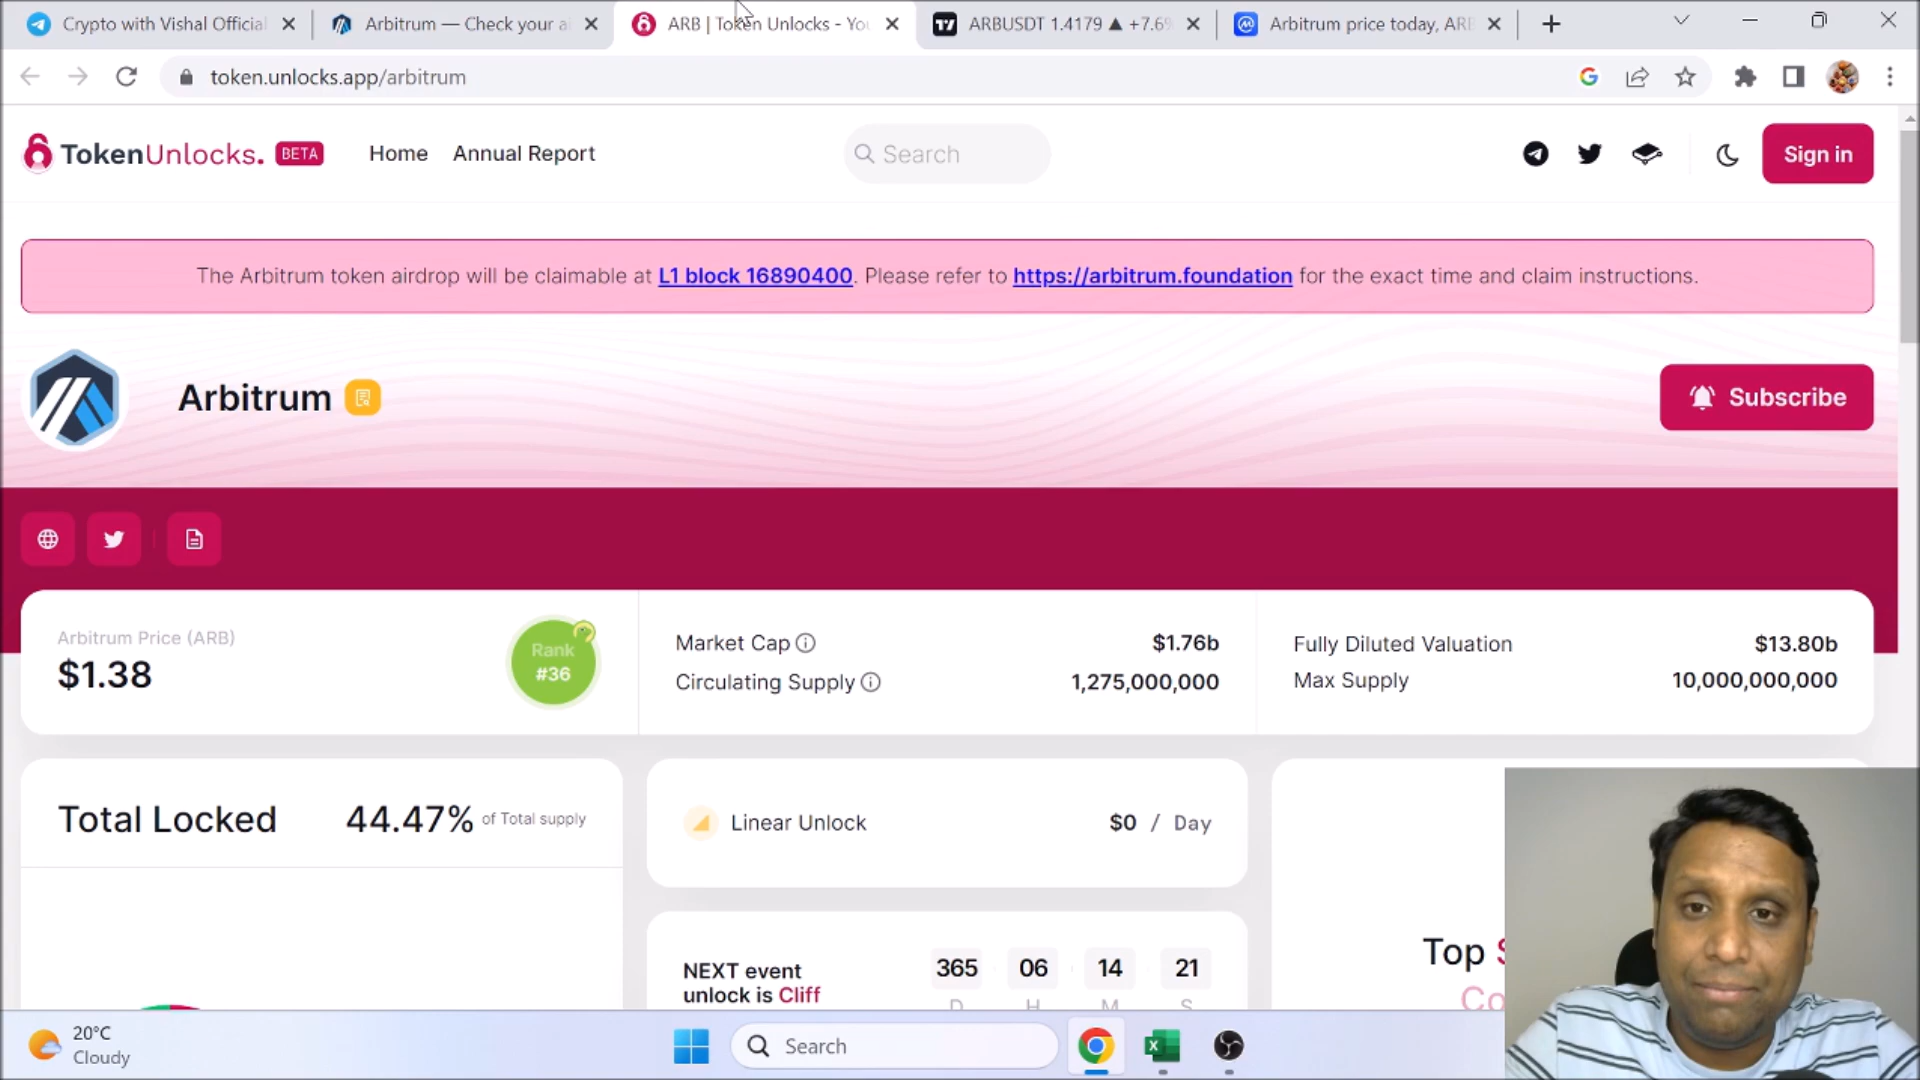 Crypto with Vishal Official
Arbitrum — Check your ai
ARB | Token Unlocks - You
ARBUSDT 1.4179 ▲ +7.6%
Arbitrum price today, ARB
token.unlocks.app/arbitrum
TokenUnlocks. BETA
Home
Annual Report
Search
Sign in
The Arbitrum token airdrop will be claimable at L1 block 16890400. Please refer to https://arbitrum.foundation for the exact time and claim instructions.
Arbitrum
Subscribe
Arbitrum Price (ARB)
$1.38
Rank
#36
Market Cap
$1.76b
Circulating Supply
1,275,000,000
Fully Diluted Valuation
$13.80b
Max Supply
10,000,000,000
Total Locked
44.47% of Total supply
Linear Unlock
$0 / Day
NEXT event
unlock is Cliff
365 06 14 21
D H M S
Top
Co
20°C
Cloudy
Search